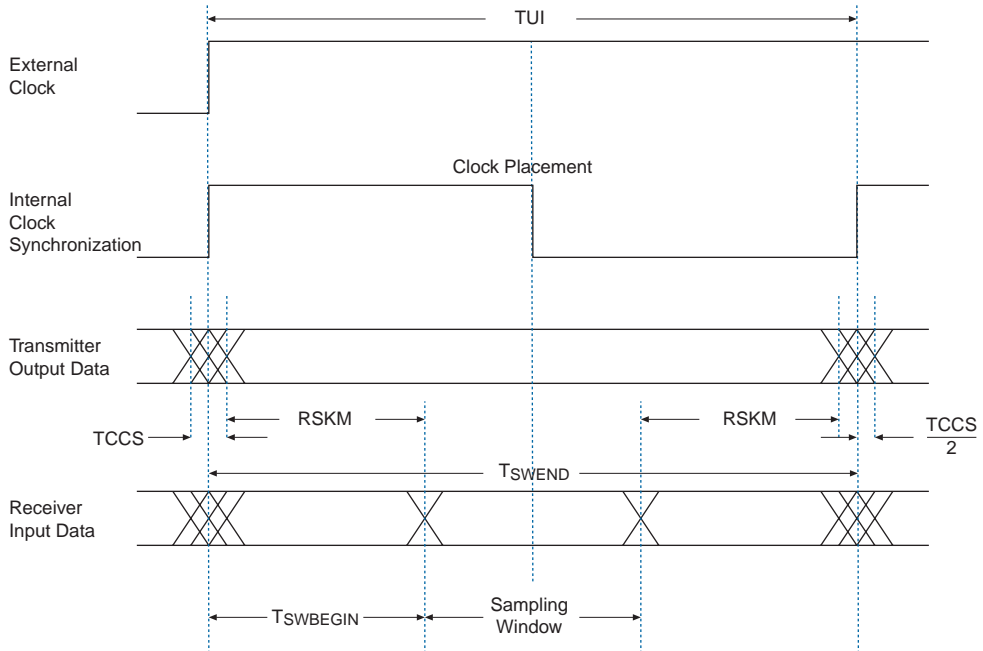 TUI
External
Clock
Clock Placement
Internal
Clock
Synchronization
Transmitter
Output Data
RSKM
RSKM
TCCS
TCCS
2
TSWEND
Receiver
Input Data
TSWBEGIN
Sampling
Window